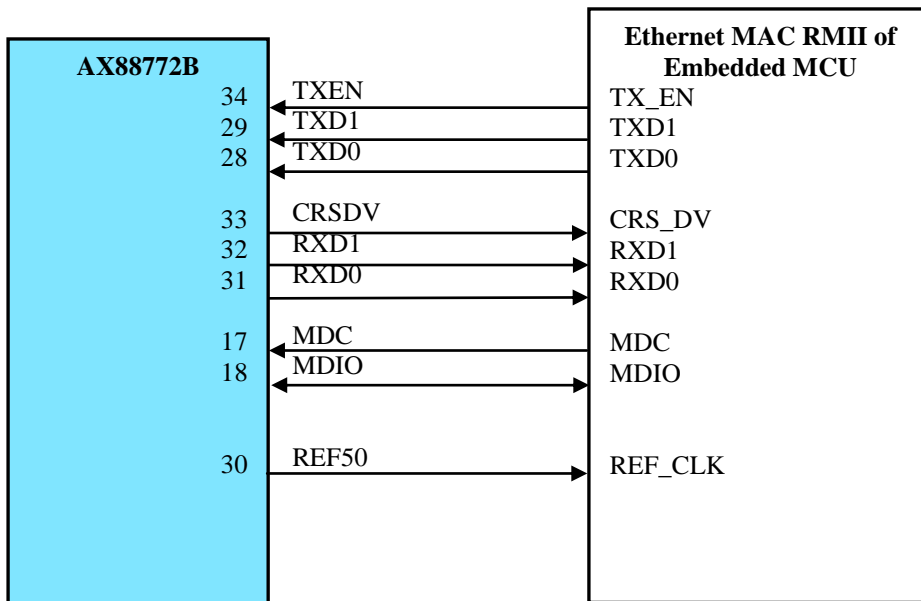 AX88772B
Ethernet MAC RMII of
Embedded MCU
34 TXEN TX_EN
29 TXD1 TXD1
28 TXD0 TXD0
33 CRSDV CRS_DV
32 RXD1 RXD1
31 RXD0 RXD0
17 MDC MDC
18 MDIO MDIO
30 REF50 REF_CLK